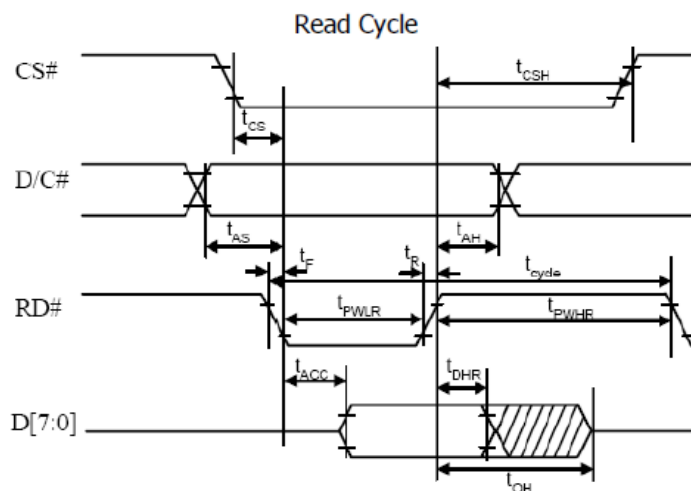 Read Cycle
CS#
tCSH
tCS
D/C#
tAS
tAH
tF
tR
tcycle
RD#
tPWLR
tPWHR
tACC
tDHR
D[7:0]
tOH